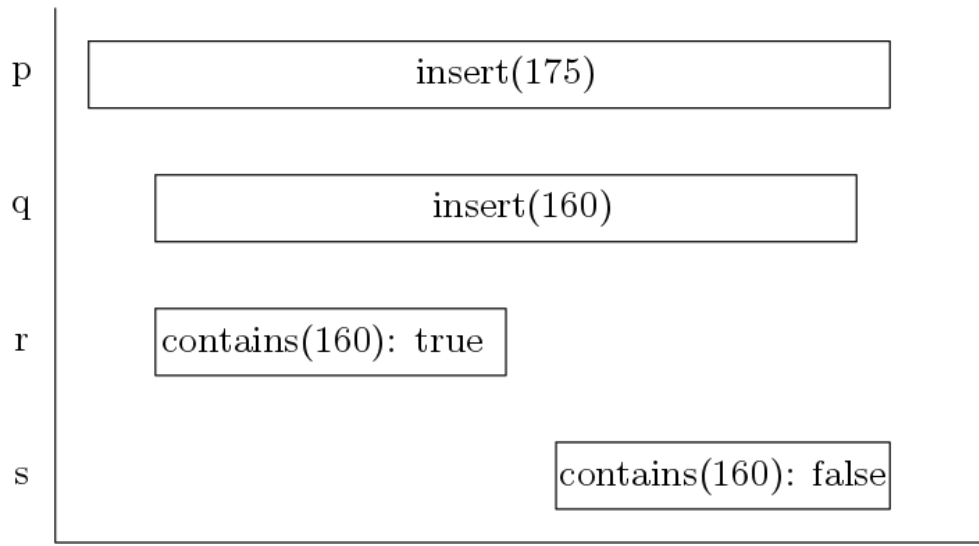 p insert(175)
q insert(160)
r contains(160): true
s contains(160): false